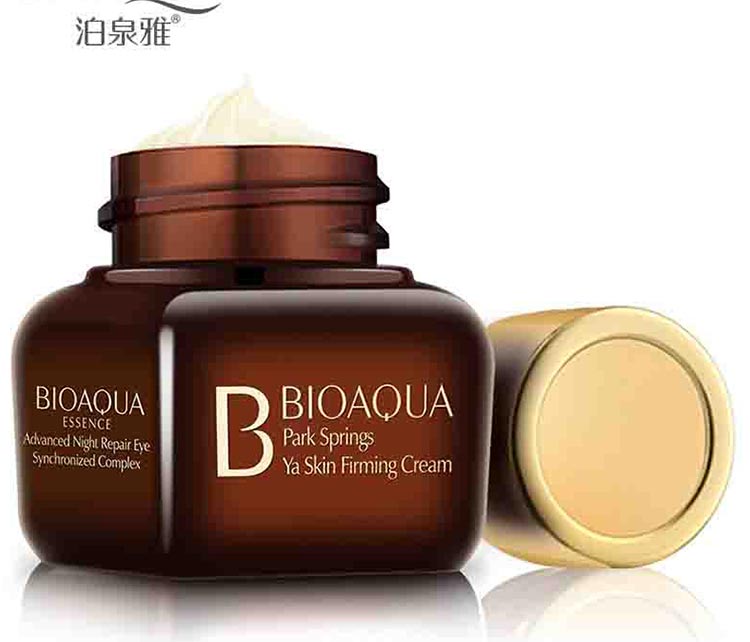 泊泉雅®
BIOAQUA
ESSENCE
Advanced Night Repair Eye
Synchronized Complex
B BIOAQUA
Park Springs
Ya Skin Firming Cream